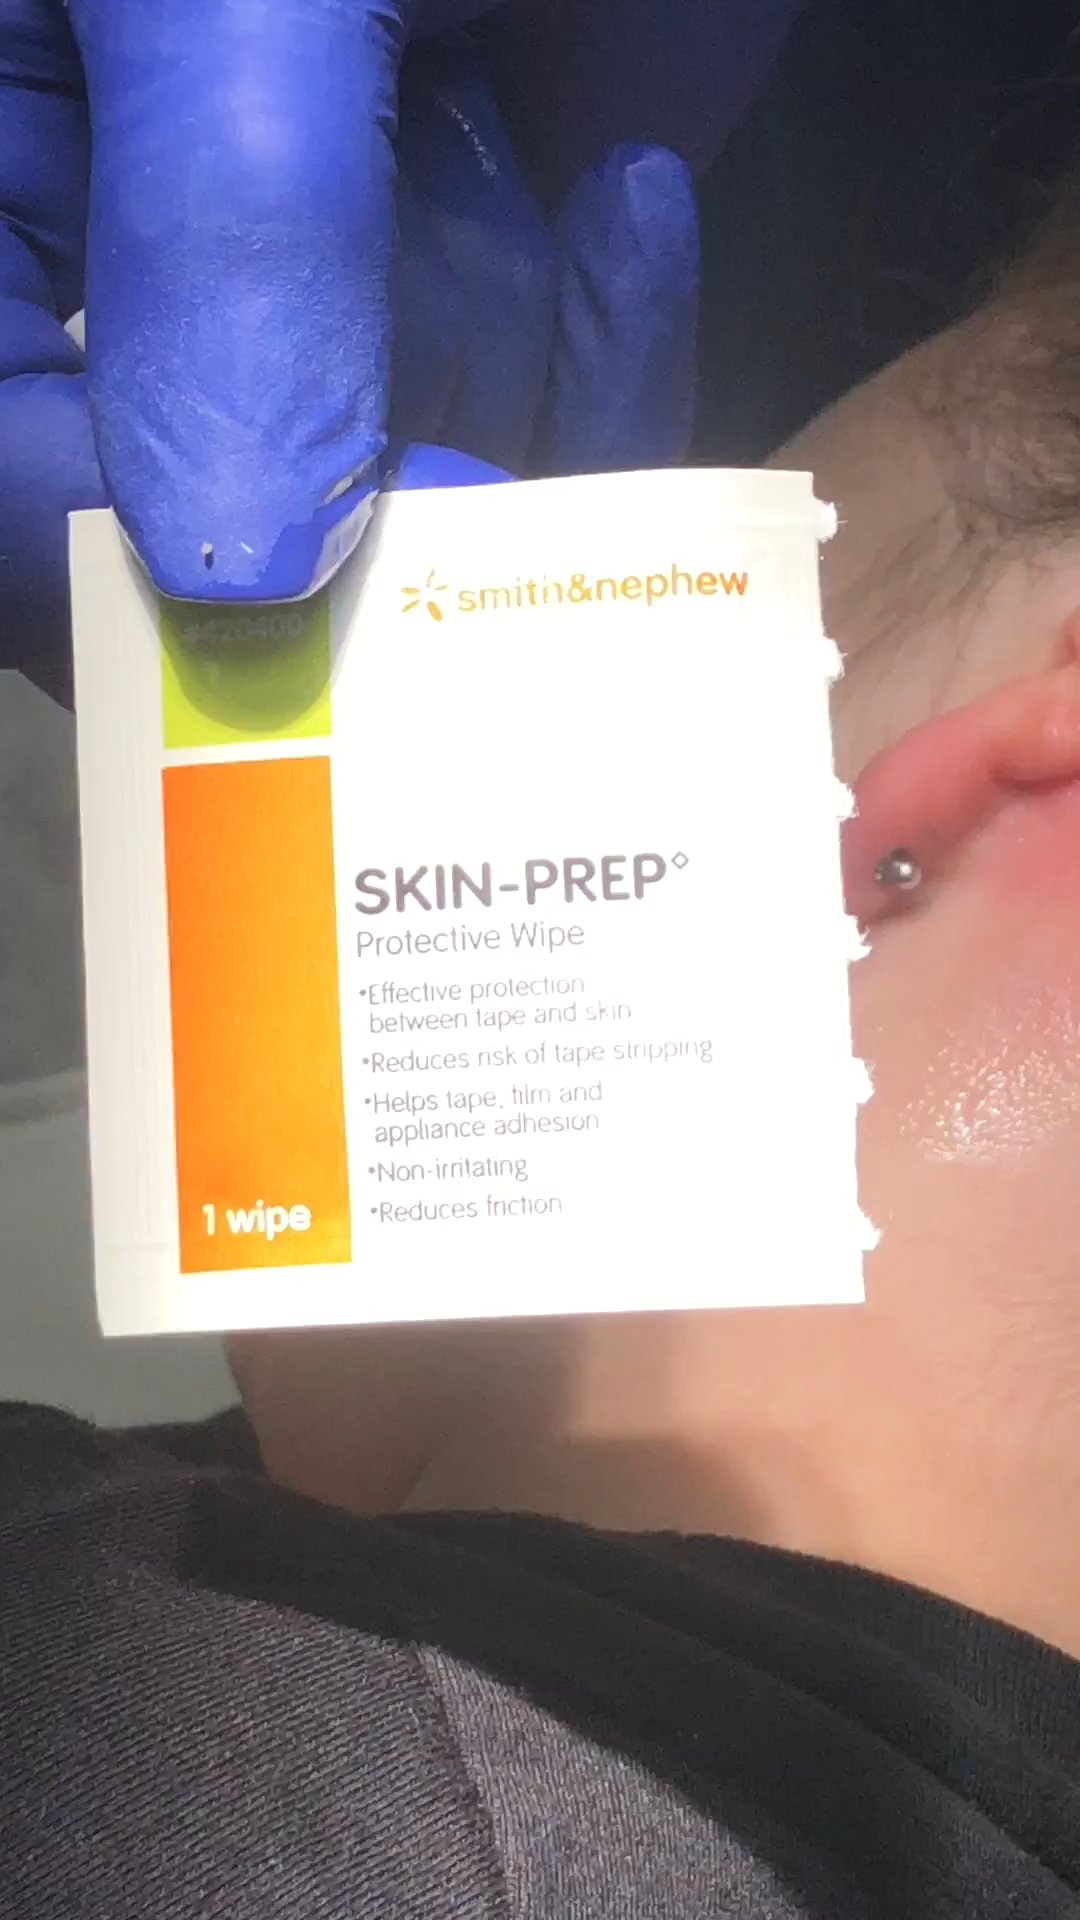 #420400
smith&nephew
SKIN-PREP◇
Protective Wipe
•Effective protection
between tape and skin
•Reduces risk of tape stripping
•Helps tape, film and
appliance adhesion
•Non-irritating
•Reduces friction
1 wipe